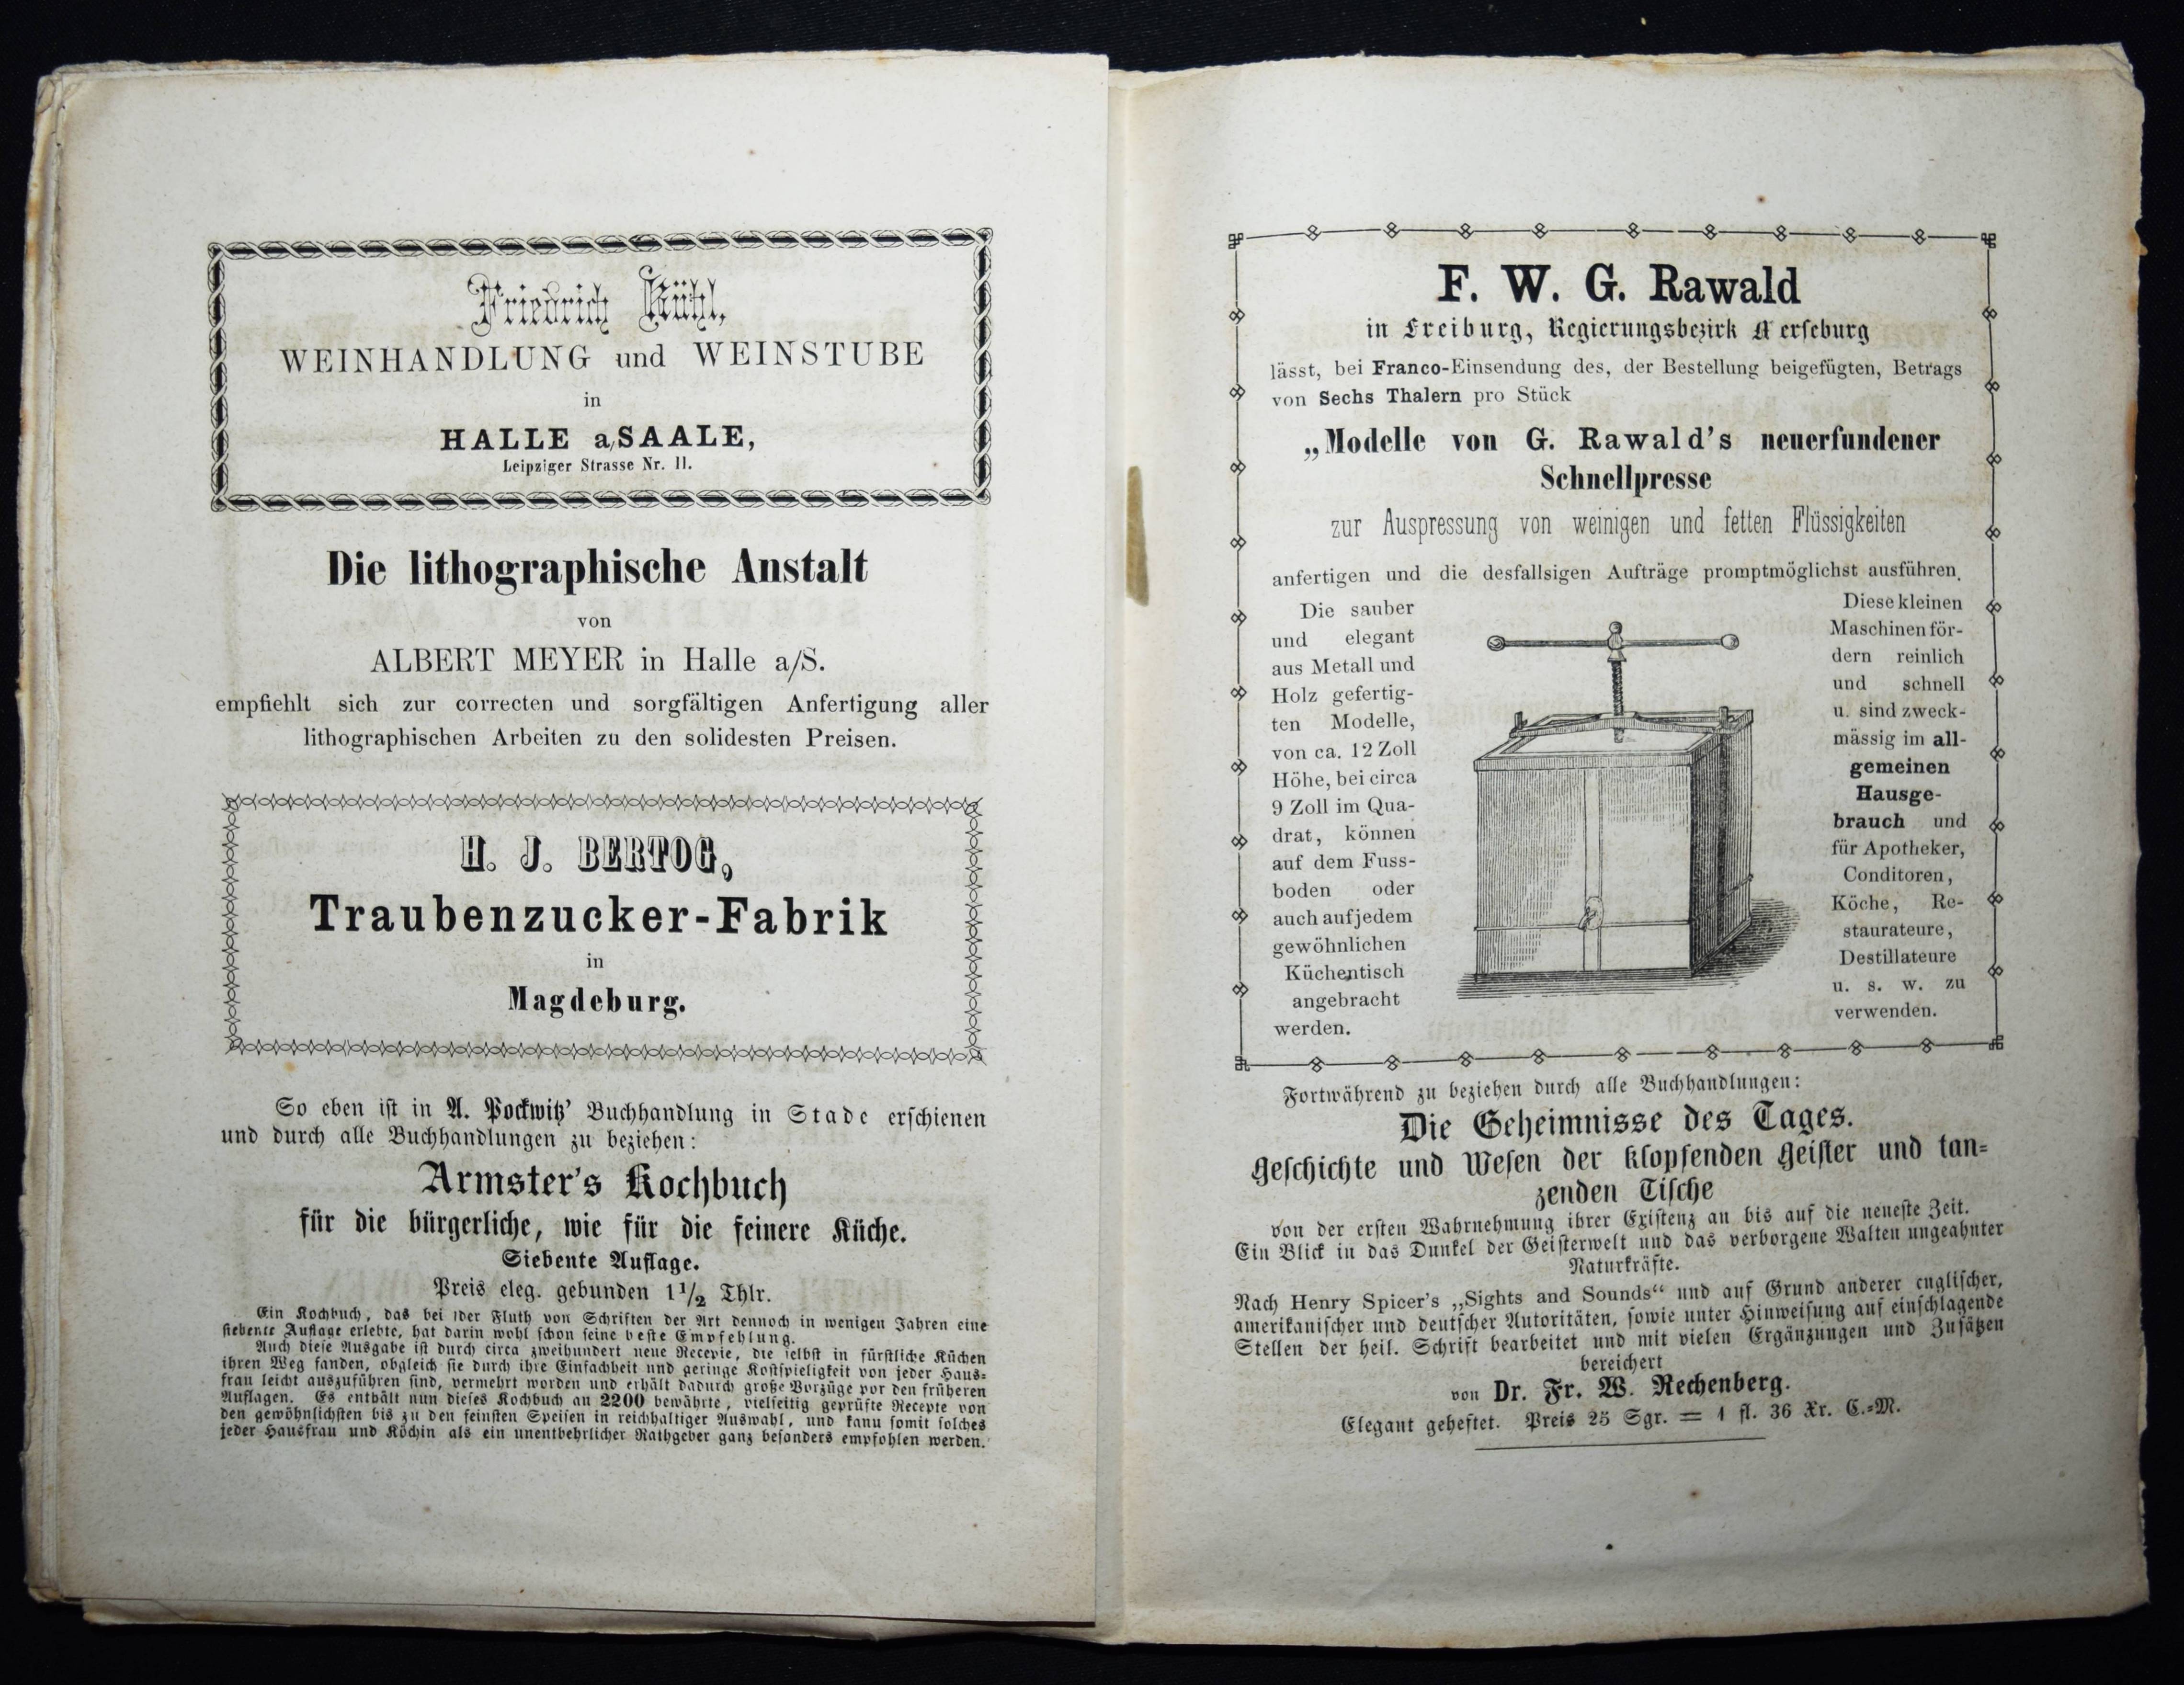 Friedrich Kühl,
WEINHANDLUNG und WEINSTUBE
in
HALLE a/SAALE,
Leipziger Strasse Nr. 11.
Die lithographische Anstalt
von
ALBERT MEYER in Halle a/S.
empfiehlt sich zur correcten und sorgfältigen Anfertigung aller
lithographischen Arbeiten zu den solidesten Preisen.
H. J. BERTOG,
Traubenzucker-Fabrik
in
Magdeburg.
So eben ist in A. Pockwitz' Buchhandlung in Stade erschienen
und durch alle Buchhandlungen zu beziehen:
Armster's Kochbuch
für die bürgerliche, wie für die feinere Küche.
Siebente Auflage.
Preis eleg. gebunden 1½ Thlr.
Ein Kochbuch, das bei der Fluth von Schriften der Art dennoch in wenigen Jahren eine
siebente Auflage erlebte, hat darin wohl schon seine beste Empfehlung.
Auch diese Ausgabe ist durch circa zweihundert neue Recepte, die selbst in fürstliche Küchen
ihren Weg fanden, obgleich sie durch ihre Einfachheit und geringe Kostspieligkeit von jeder Haus-
frau leicht auszuführen sind, vermehrt worden und erhält dadurch große Vorzüge vor den früheren
Auflagen. Es enthält nun dieses Kochbuch an 2200 bewährte, vielseitig geprüfte Recepte von
den gewöhnlichsten bis zu den feinsten Speisen in reichhaltiger Auswahl, und kann somit solches
jeder Hausfrau und Köchin als ein unentbehrlicher Rathgeber ganz besonders empfohlen werden.
F. W. G. Rawald
in Freiburg, Regierungsbezirk Merseburg
lässt, bei Franco-Einsendung des, der Bestellung beigefügten, Betrags
von Sechs Thalern pro Stück
„Modelle von G. Rawald's neuerfundener
Schnellpresse
zur Auspressung von weinigen und fetten Flüssigkeiten
anfertigen und die desfallsigen Aufträge promptmöglichst ausführen.
Die sauber
und elegant
aus Metall und
Holz gefertig-
ten Modelle,
von ca. 12 Zoll
Höhe, bei circa
9 Zoll im Qua-
drat, können
auf dem Fuss-
boden oder
auch auf jedem
gewöhnlichen
Küchentisch
angebracht
werden.
Diese kleinen
Maschinen för-
dern reinlich
und schnell
u. sind zweck-
mässig im all-
gemeinen
Hausge-
brauch und
für Apotheker,
Conditoren,
Köche, Re-
staurateure,
Destillateure
u. s. w. zu
verwenden.
Fortwährend zu beziehen durch alle Buchhandlungen:
Die Geheimnisse des Tages.
Geschichte und Wesen der klopfenden Geister und tan-
zenden Tische
von der ersten Wahrnehmung ihrer Existenz an bis auf die neueste Zeit.
Ein Blick in das Dunkel der Geisterwelt und das verborgene Walten ungeahnter
Naturkräfte.
Nach Henry Spicer's „Sights and Sounds“ und auf Grund anderer englischer,
amerikanischer und deutscher Autoritäten, sowie unter Hinweisung auf einschlagende
Stellen der heil. Schrift bearbeitet und mit vielen Ergänzungen und Zusätzen
bereichert
von Dr. Fr. W. Rechenberg.
Elegant geheftet. Preis 25 Sgr. = 1 fl. 36 Xr. C.-M.